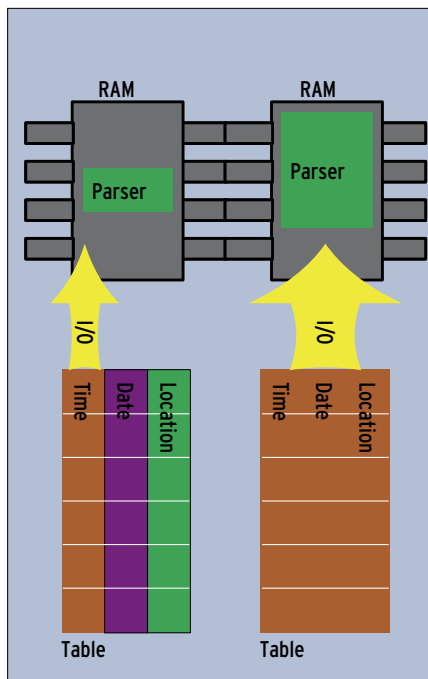 RAM
RAM
Parser
Parser
I/O
I/O
Time
Date
Location
Time
Date
Location
Table
Table